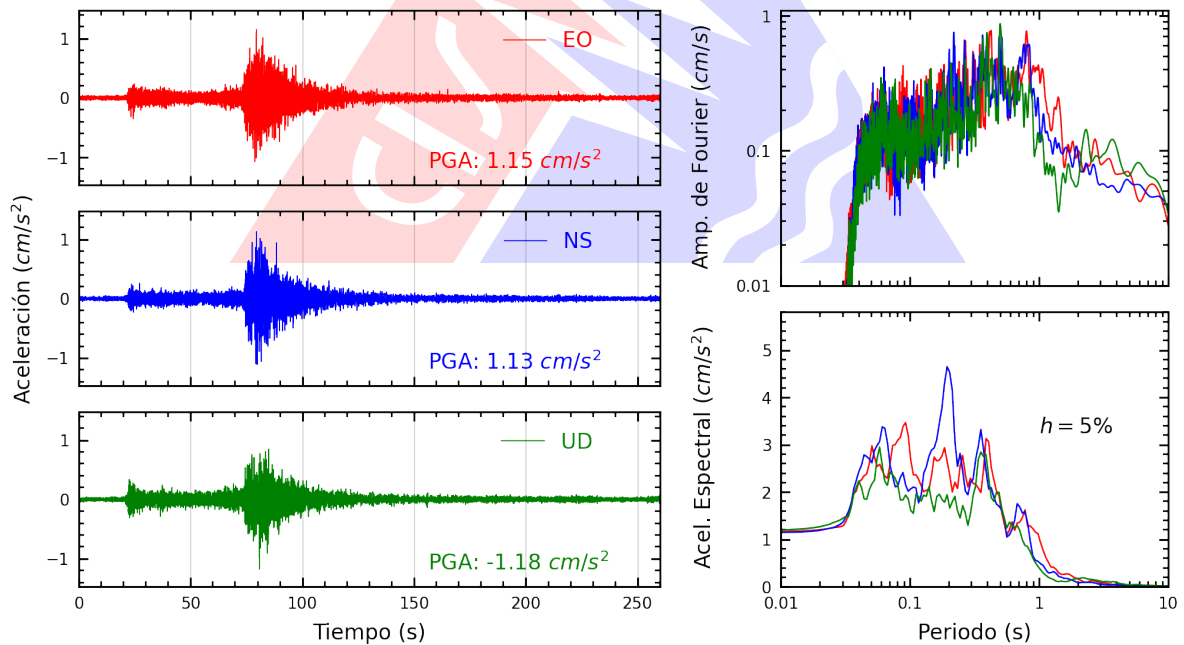 Aceleración (cm/s²)
1
0
−1
EO
PGA: 1.15 cm/s²
1
0
−1
NS
PGA: 1.13 cm/s²
1
0
−1
UD
PGA: -1.18 cm/s²
0 50 100 150 200 250
Tiempo (s)
Amp. de Fourier (cm/s)
1
0.1
0.01
Acel. Espectral (cm/s²)
5
4
3
2
1
0
h = 5%
0.01 0.1 1 10
Periodo (s)